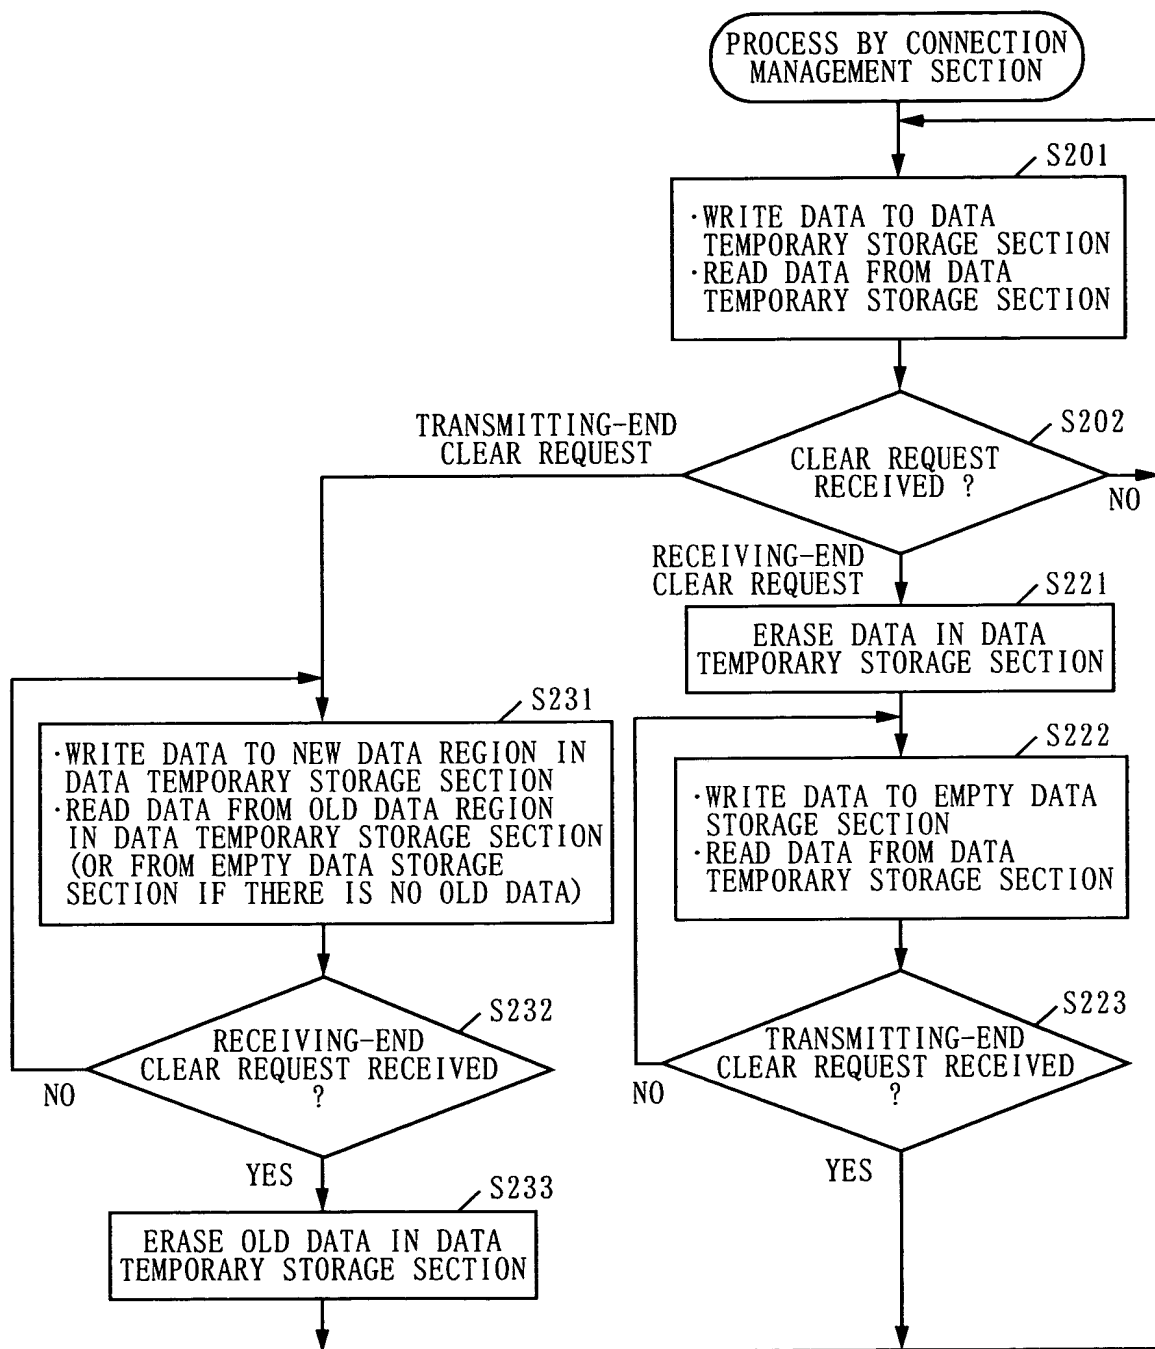 PROCESS BY CONNECTION
MANAGEMENT SECTION
S201
·WRITE DATA TO DATA
TEMPORARY STORAGE SECTION
·READ DATA FROM DATA
TEMPORARY STORAGE SECTION
TRANSMITTING-END
CLEAR REQUEST
S202
CLEAR REQUEST
RECEIVED ?
NO
RECEIVING-END
CLEAR REQUEST
S221
ERASE DATA IN DATA
TEMPORARY STORAGE SECTION
S231
·WRITE DATA TO NEW DATA REGION IN
DATA TEMPORARY STORAGE SECTION
·READ DATA FROM OLD DATA REGION
IN DATA TEMPORARY STORAGE SECTION
(OR FROM EMPTY DATA STORAGE
SECTION IF THERE IS NO OLD DATA)
S222
·WRITE DATA TO EMPTY DATA
STORAGE SECTION
·READ DATA FROM DATA
TEMPORARY STORAGE SECTION
S232
RECEIVING-END
CLEAR REQUEST RECEIVED
?
NO
YES
S223
TRANSMITTING-END
CLEAR REQUEST RECEIVED
?
NO
YES
S233
ERASE OLD DATA IN DATA
TEMPORARY STORAGE SECTION